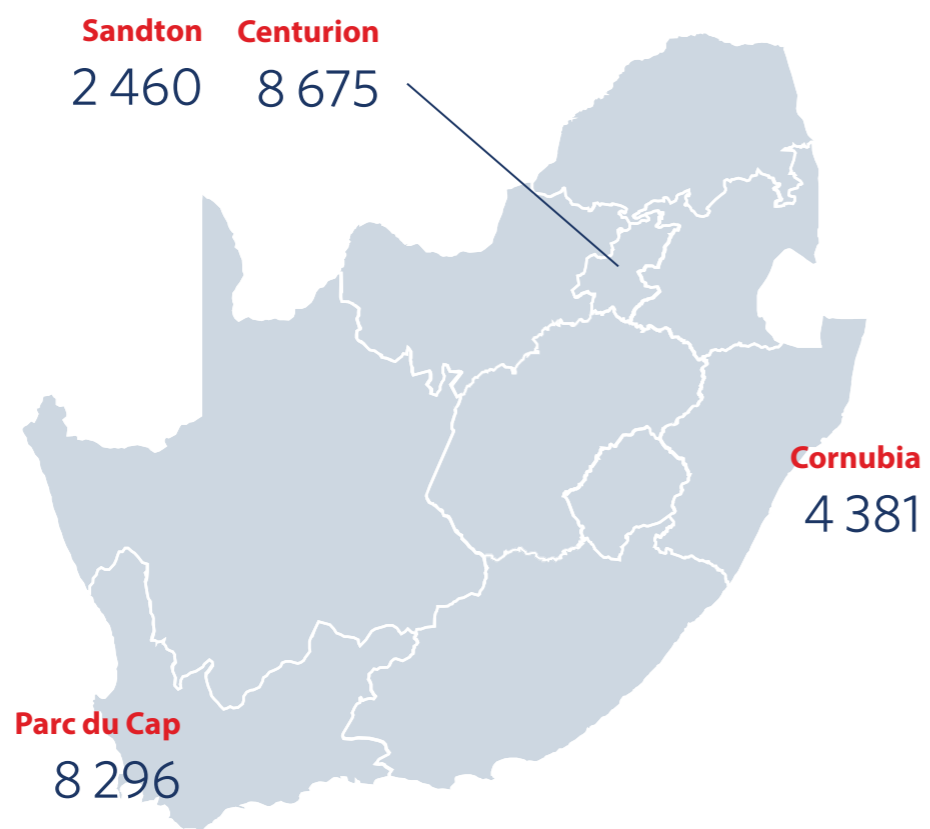 Sandton
2 460
Centurion
8 675
Cornubia
4 381
Parc du Cap
8 296